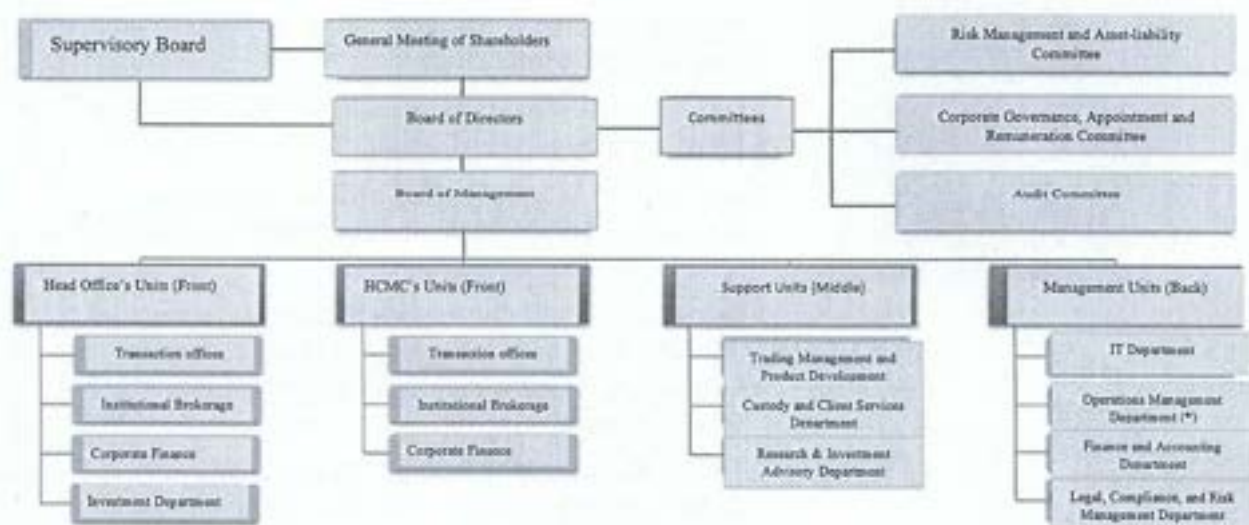 Supervisory Board
General Meeting of Shareholders
Risk Management and Asset-liability
Committee
Board of Directors
Committees
Corporate Governance, Appointment and
Remuneration Committee
Board of Management
Audit Committee
Head Office's Units (Front)
Transaction offices
Institutional Brokerage
Corporate Finance
Investment Department
HCMC's Units (Front)
Transaction offices
Institutional Brokerage
Corporate Finance
Support Units (Middle)
Trading Management and
Product Development
Custody and Client Services
Department
Research & Investment
Advisory Department
Management Units (Back)
IT Department
Operations Management
Department (*)
Finance and Accounting
Department
Legal, Compliance, and Risk
Management Department